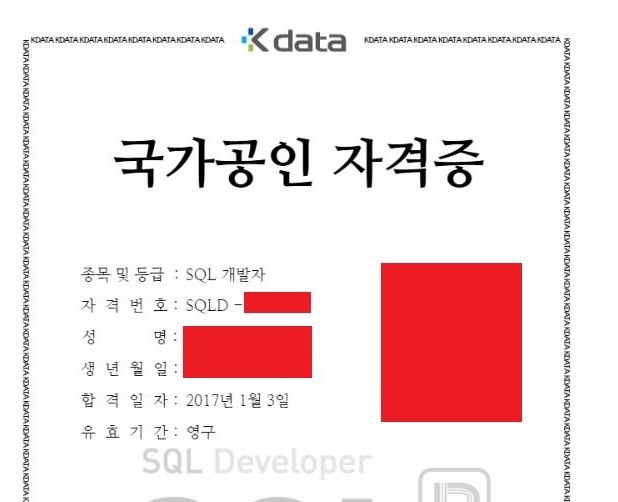 KDATA KDATA KDATA KDATA KDATA KDATA KDATA KDATA
K data
KDATA KDATA KDATA KDATA KDATA KDATA KDATA KDATA
국가공인 자격증
종목 및 등급 : SQL 개발자
자 격 번 호 : SQLD -
성 명 :
생 년 월 일 :
합 격 일 자 : 2017년 1월 3일
유 효 기 간 : 영구
SQL Developer